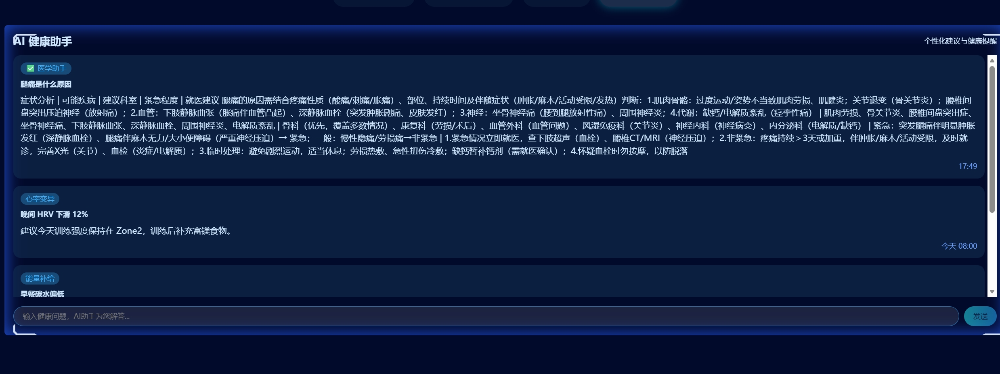 AI 健康助手
个性化建议与健康提醒
✅ 医学助手
腿痛是什么原因
症状分析 | 可能疾病 | 建议科室 | 紧急程度 | 就医建议 腿痛的原因需结合疼痛性质（酸痛/刺痛/胀痛）、部位、持续时间及伴随症状（肿胀/麻木/活动受限/发热）判断：1.肌肉骨骼：过度运动/姿势不当致肌肉劳损、肌腱炎；关节退变（骨关节炎）；腰椎间
盘突出压迫神经（放射痛）；2.血管：下肢静脉曲张（胀痛伴血管凸起）、深静脉血栓（突发肿胀剧痛、皮肤发红）；3.神经：坐骨神经痛（腰到腿放射性痛）、周围神经炎；4.代谢：缺钙/电解质紊乱（痉挛性痛） | 肌肉劳损、骨关节炎、腰椎间盘突出症、
坐骨神经痛、下肢静脉曲张、深静脉血栓、周围神经炎、电解质紊乱 | 骨科（优先，覆盖多数情况）、康复科（劳损/术后）、血管外科（血管问题）、风湿免疫科（关节炎）、神经内科（神经病变）、内分泌科（电解质/缺钙） | 紧急：突发腿痛伴明显肿胀
发红（深静脉血栓）、腿痛伴麻木无力/大小便障碍（严重神经压迫）→ 紧急；一般：慢性隐痛/劳损痛→非紧急 | 1.紧急情况立即就医，查下肢超声（血栓）、腰椎CT/MRI（神经压迫）；2.非紧急：疼痛持续＞3天或加重，伴肿胀/麻木/活动受限，及时就
诊，完善X光（关节）、血检（炎症/电解质）；3.临时处理：避免剧烈运动，适当休息；劳损热敷、急性扭伤冷敷；缺钙暂补钙剂（需就医确认）；4.怀疑血栓时勿按摩，以防脱落
17:49
心率变异
晚间 HRV 下滑 12%
建议今天训练强度保持在 Zone2，训练后补充富镁食物。
今天 08:00
能量补给
早餐碳水偏低
输入健康问题，AI助手为您解答...
发送